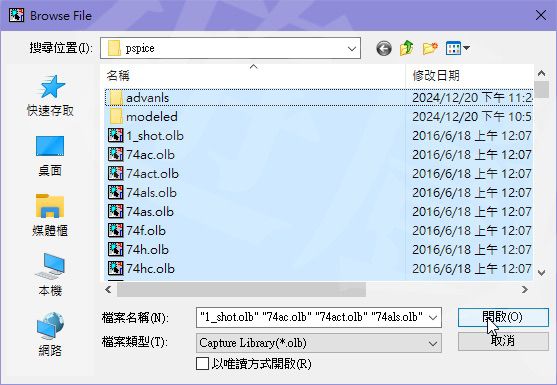 Browse File
搜尋位置(I):
pspice
名稱
修改日期
快速存取
桌面
媒體櫃
本機
網路
advanls
2024/12/20 下午 11:2
modeled
2024/12/20 下午 10:5
1_shot.olb
2016/6/18 上午 12:07
74ac.olb
2016/6/18 上午 12:07
74act.olb
2016/6/18 上午 12:07
74als.olb
2016/6/18 上午 12:07
74as.olb
2016/6/18 上午 12:07
74f.olb
2016/6/18 上午 12:07
74h.olb
2016/6/18 上午 12:07
74hc.olb
2016/6/18 上午 12:07
檔案名稱(N):
"1_shot.olb" "74ac.olb" "74act.olb" "74als.olb"
開啟(O)
檔案類型(T):
Capture Library(*.olb)
取消
以唯讀方式開啟(R)